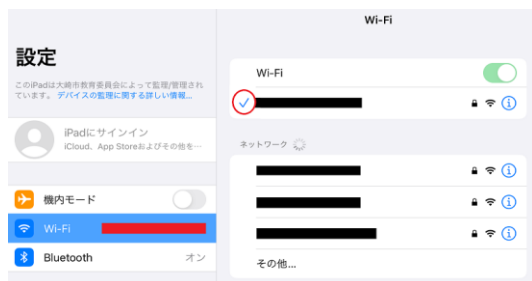 Wi-Fi
設定
このiPadは大崎市教育委員会によって監理/管理され
ています。デバイスの監理に関する詳しい情報...
iPadにサインイン
iCloud、App Storeおよびその他を…
機内モード
Wi-Fi
Bluetooth オン
Wi-Fi
ネットワーク
その他...